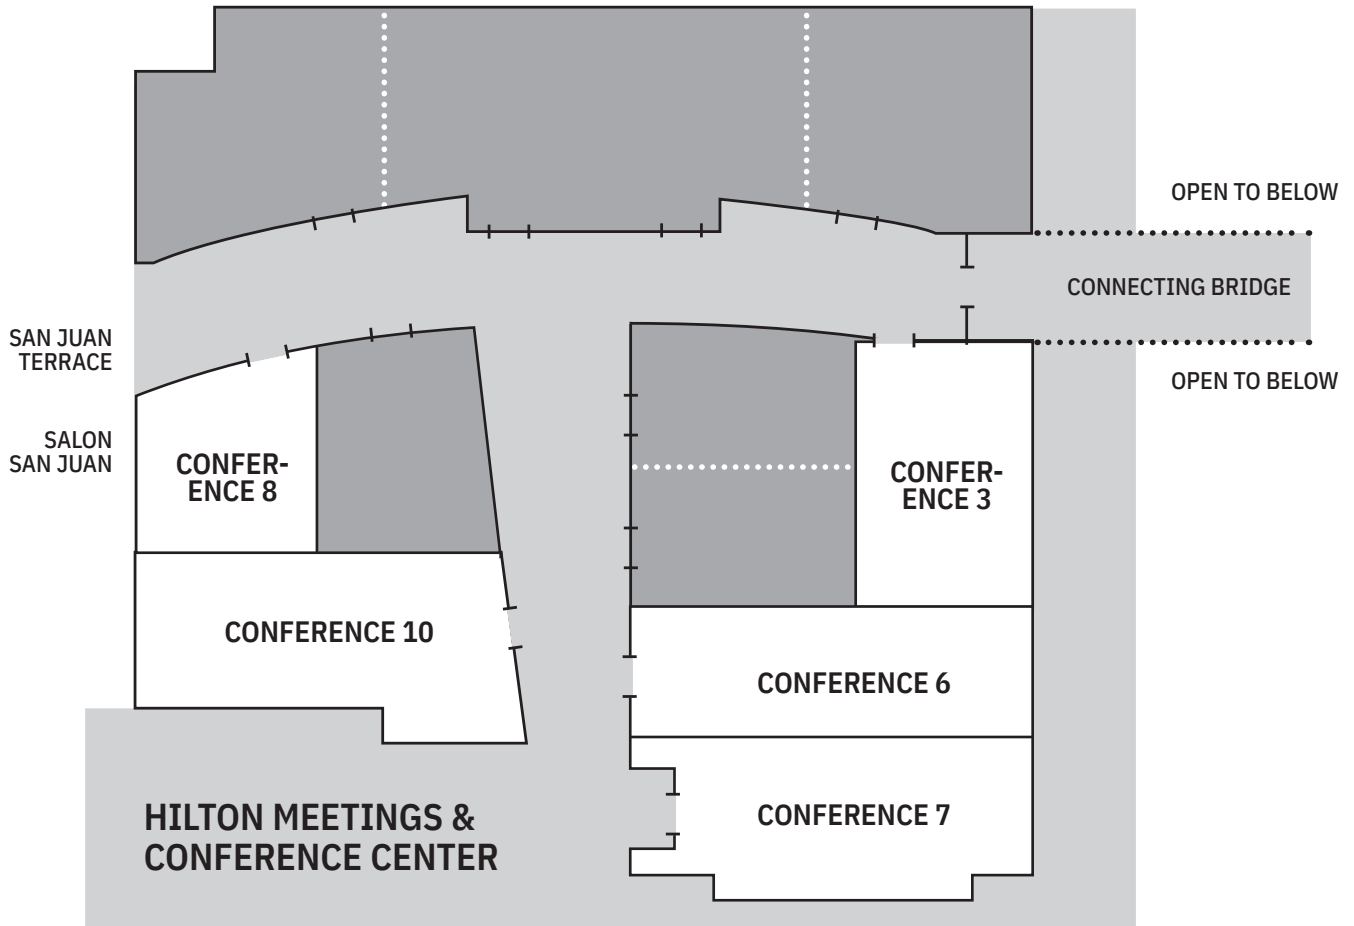 OPEN TO BELOW
CONNECTING BRIDGE
SAN JUAN
TERRACE
OPEN TO BELOW
SALON
SAN JUAN
CONFER-
ENCE 8
CONFER-
ENCE 3
CONFERENCE 10
CONFERENCE 6
CONFERENCE 7
HILTON MEETINGS &
CONFERENCE CENTER